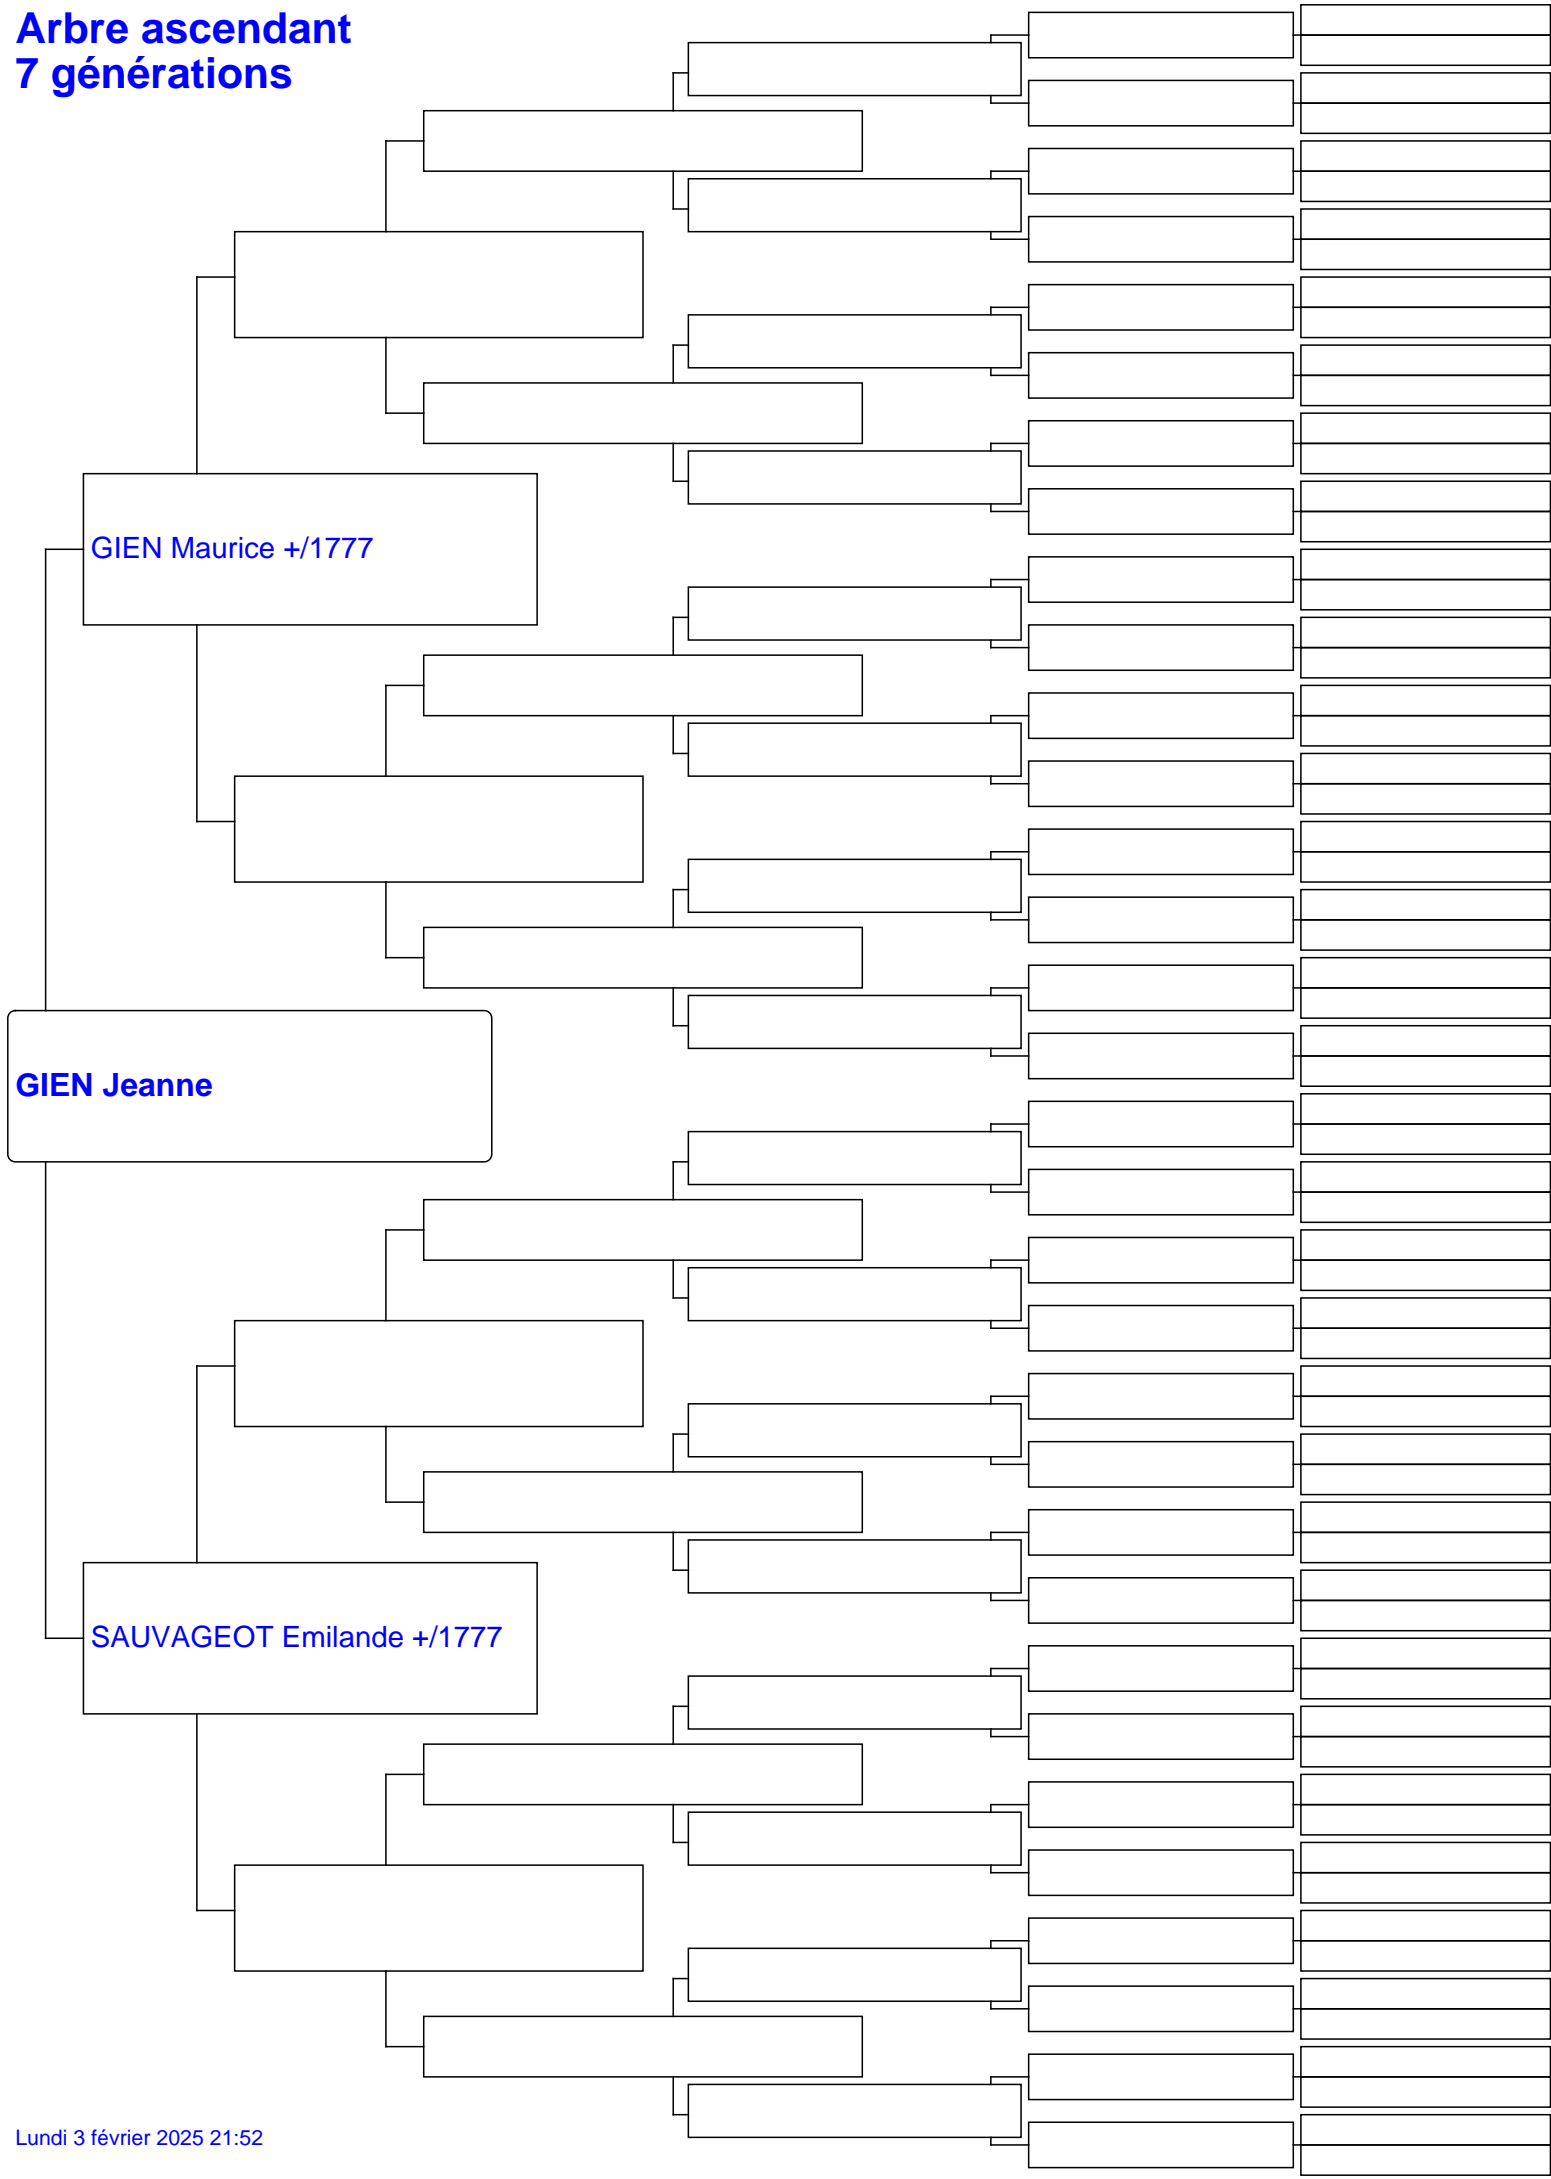 Arbre ascendant
7 générations
GIEN Maurice +/1777
GIEN Jeanne
SAUVAGEOT Emilande +/1777
Lundi 3 février 2025 21:52